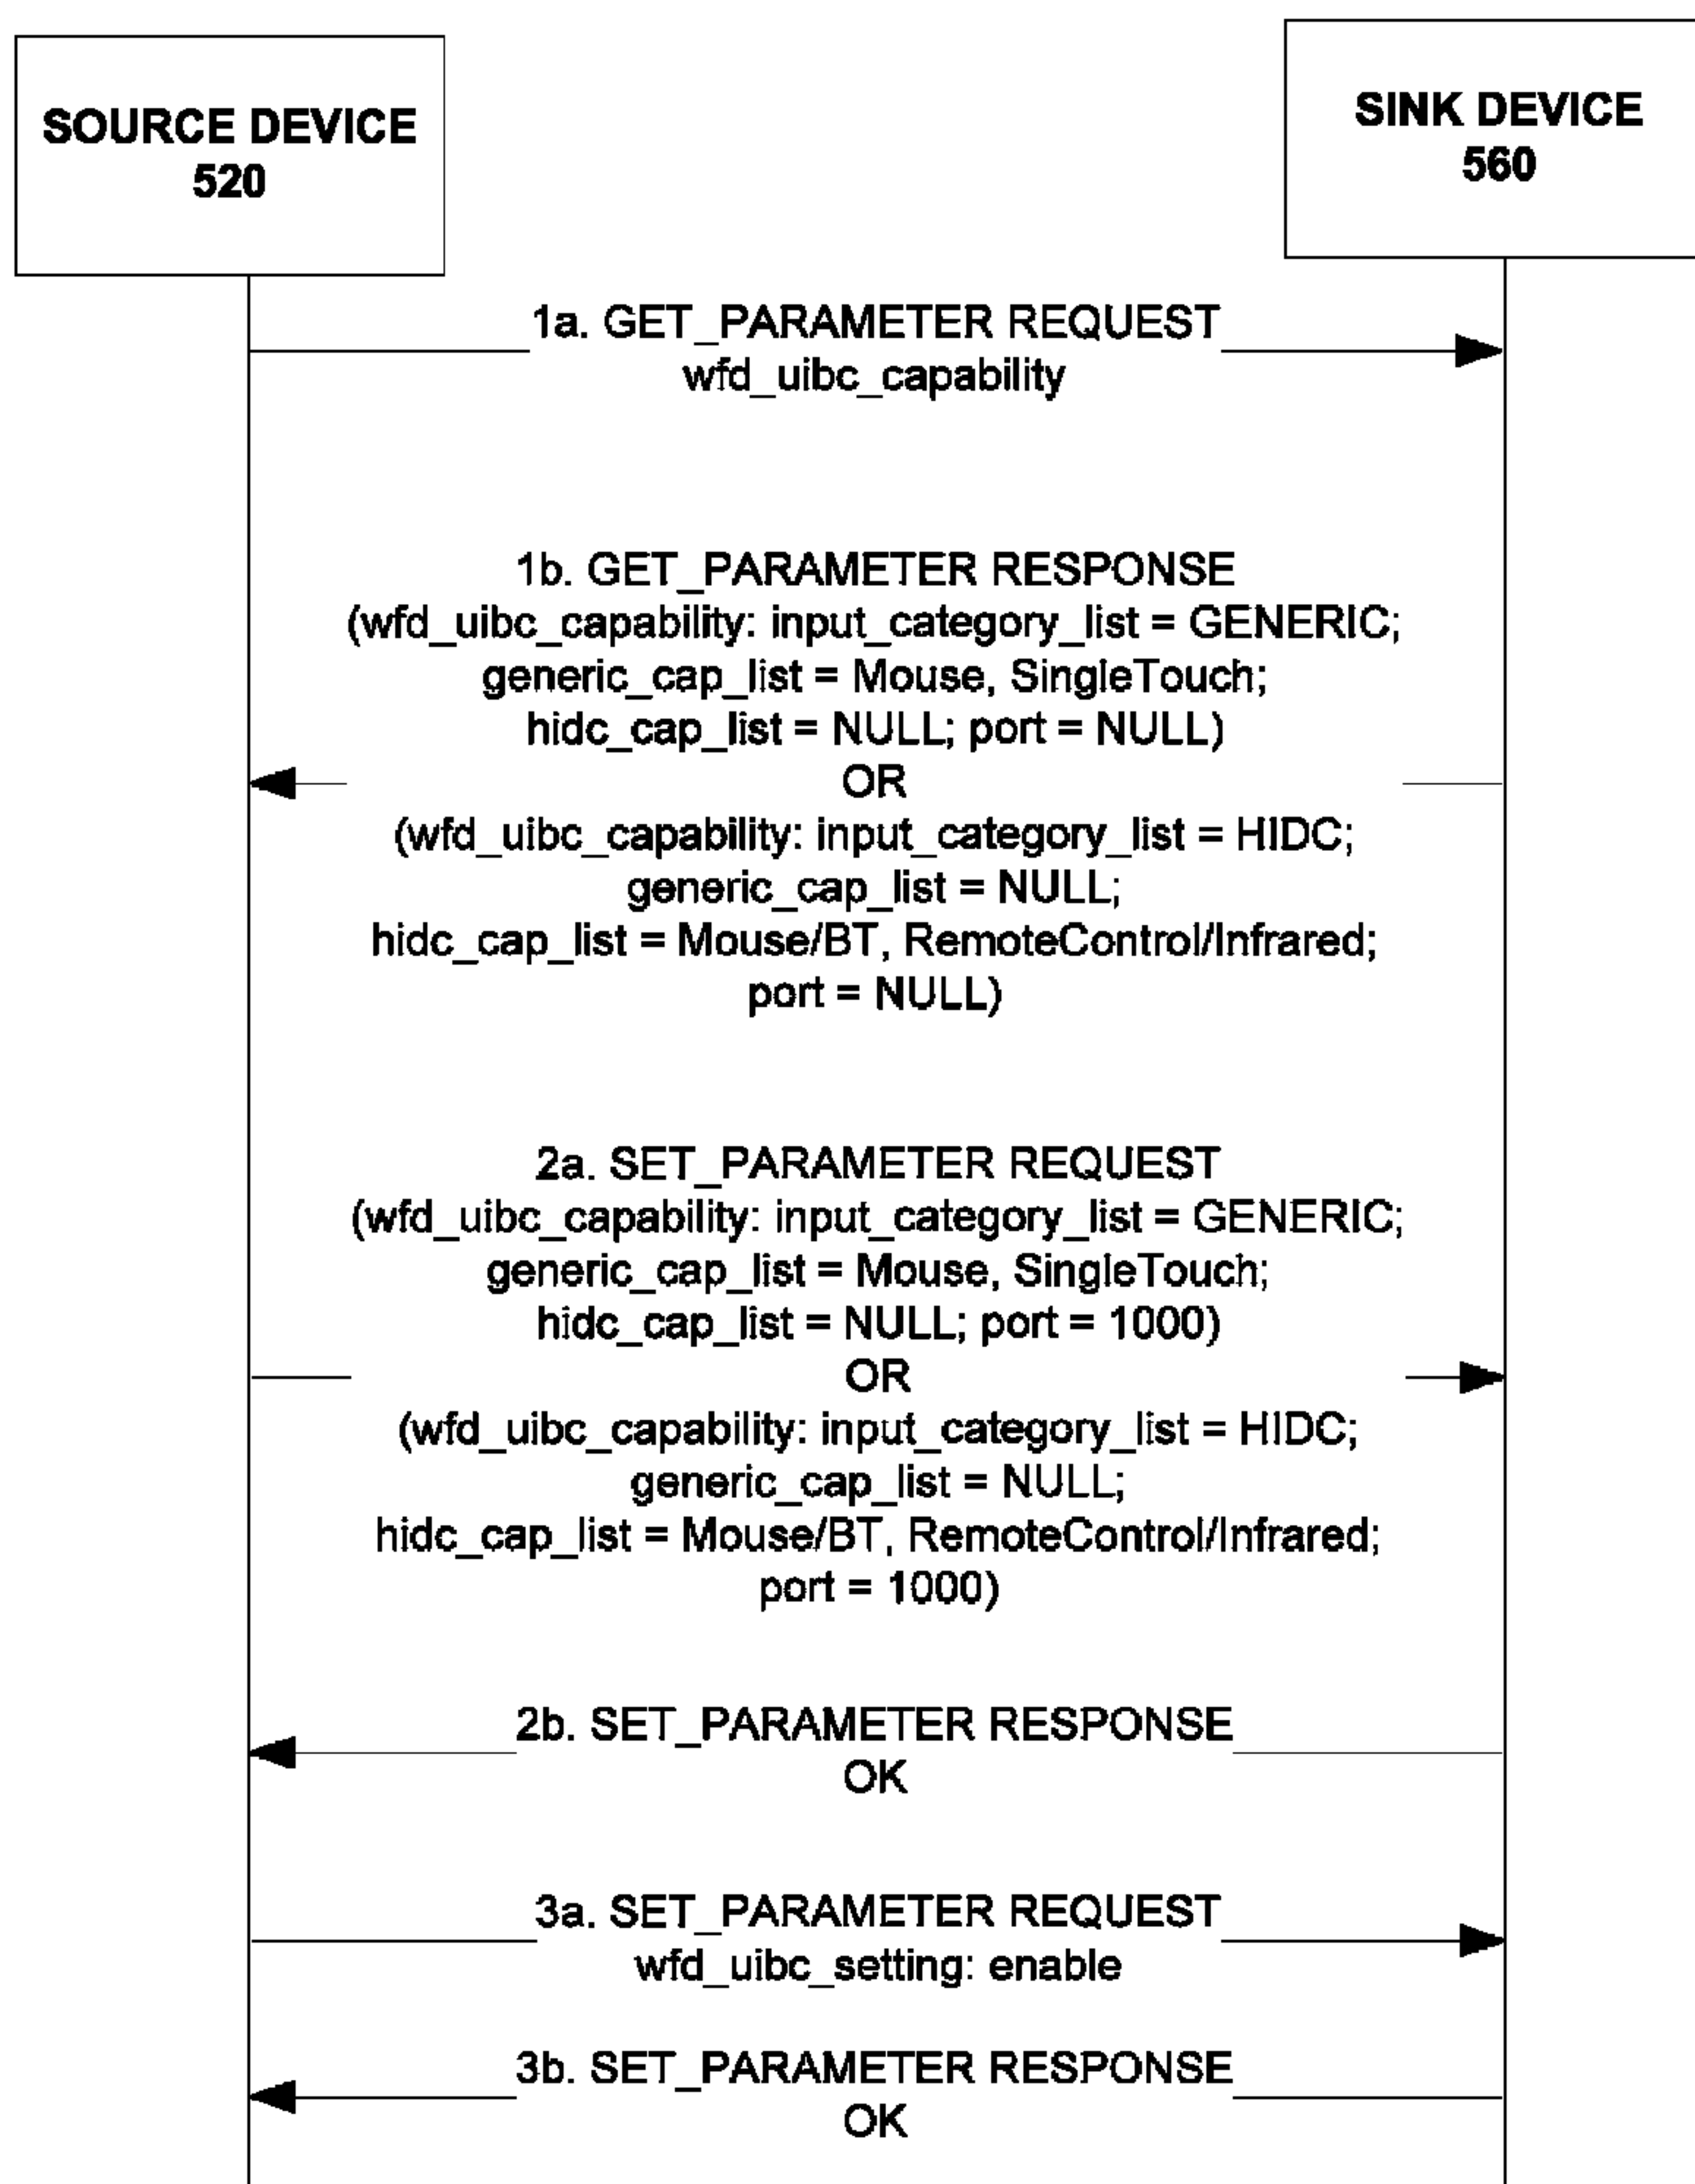 SOURCE DEVICE
520
SINK DEVICE
560
1a. GET_PARAMETER REQUEST
wfd_uibc_capability
1b. GET_PARAMETER RESPONSE
(wfd_uibc_capability: input_category_list = GENERIC;
generic_cap_list = Mouse, SingleTouch;
hidc_cap_list = NULL; port = NULL)
OR
(wfd_uibc_capability: input_category_list = HIDC;
generic_cap_list = NULL;
hidc_cap_list = Mouse/BT, RemoteControl/Infrared;
port = NULL)
2a. SET_PARAMETER REQUEST
(wfd_uibc_capability: input_category_list = GENERIC;
generic_cap_list = Mouse, SingleTouch;
hidc_cap_list = NULL; port = 1000)
OR
(wfd_uibc_capability: input_category_list = HIDC;
generic_cap_list = NULL;
hidc_cap_list = Mouse/BT, RemoteControl/Infrared;
port = 1000)
2b. SET_PARAMETER RESPONSE
OK
3a. SET_PARAMETER REQUEST
wfd_uibc_setting: enable
3b. SET_PARAMETER RESPONSE
OK